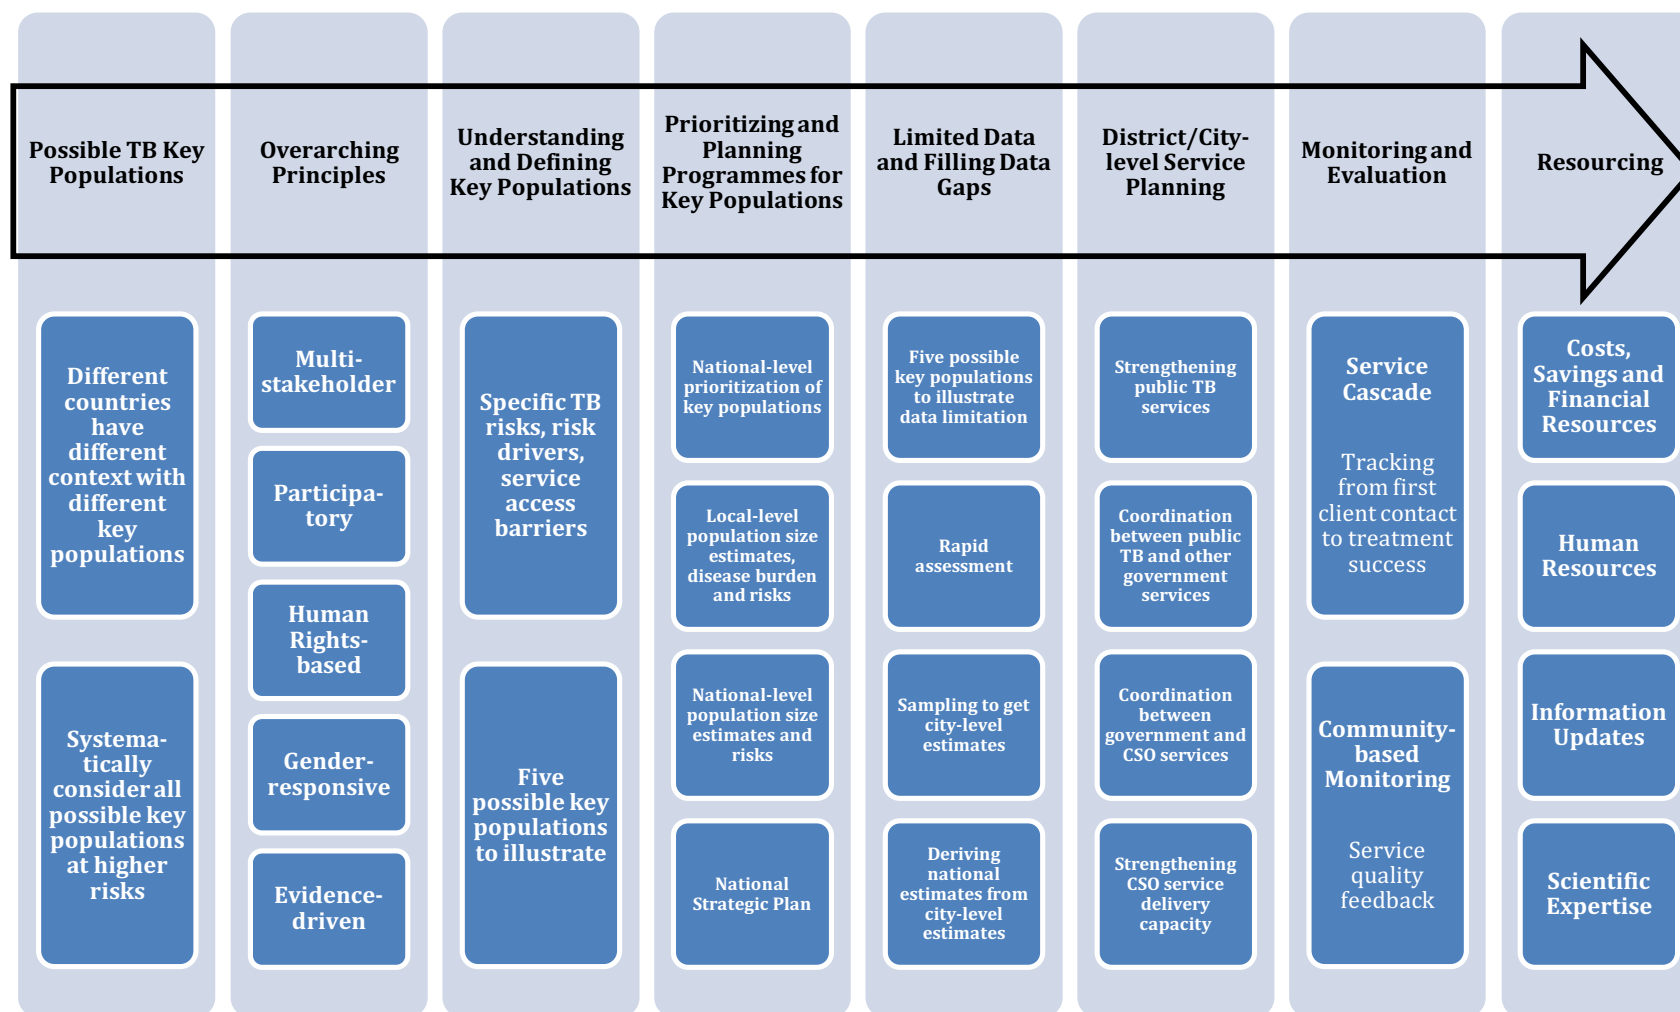 Possible TB Key
Populations
Overarching
Principles
Understanding
and Defining
Key Populations
Prioritizing and
Planning
Programmes for
Key Populations
Limited Data
and Filling Data
Gaps
District/City-
level Service
Planning
Monitoring and
Evaluation
Resourcing
Different
countries
have
different
context with
different
key
populations
Systema-
tically
consider all
possible key
populations
at higher
risks
Multi-
stakeholder
Participa-
tory
Human
Rights-
based
Gender-
responsive
Evidence-
driven
Specific TB
risks, risk
drivers,
service
access
barriers
Five
possible key
populations
to illustrate
National-level
prioritization of
key populations
Local-level
population size
estimates,
disease burden
and risks
National-level
population size
estimates and
risks
National
Strategic Plan
Five possible
key populations
to illustrate
data limitation
Rapid
assessment
Sampling to get
city-level
estimates
Deriving
national
estimates from
city-level
estimates
Strengthening
public TB
services
Coordination
between public
TB and other
government
services
Coordination
between
government and
CSO services
Strengthening
CSO service
delivery
capacity
Service
Cascade
Tracking
from first
client contact
to treatment
success
Community-
based
Monitoring
Service
quality
feedback
Costs,
Savings and
Financial
Resources
Human
Resources
Information
Updates
Scientific
Expertise